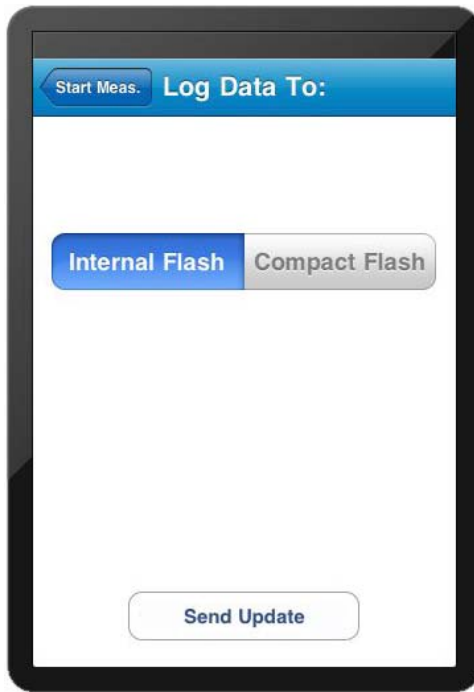 Start Meas. Log Data To:
Internal Flash Compact Flash
Send Update